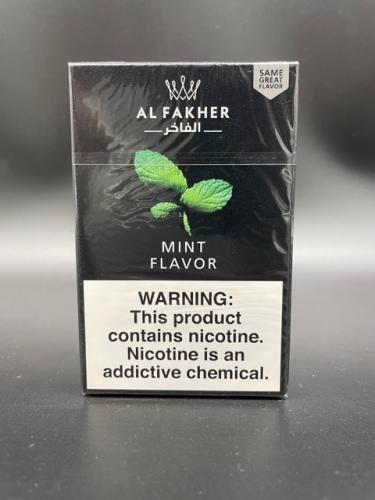 SAME
GREAT
FLAVOR
AL FAKHER
الفاخر
MINT
FLAVOR
WARNING:
This product
contains nicotine.
Nicotine is an
addictive chemical.